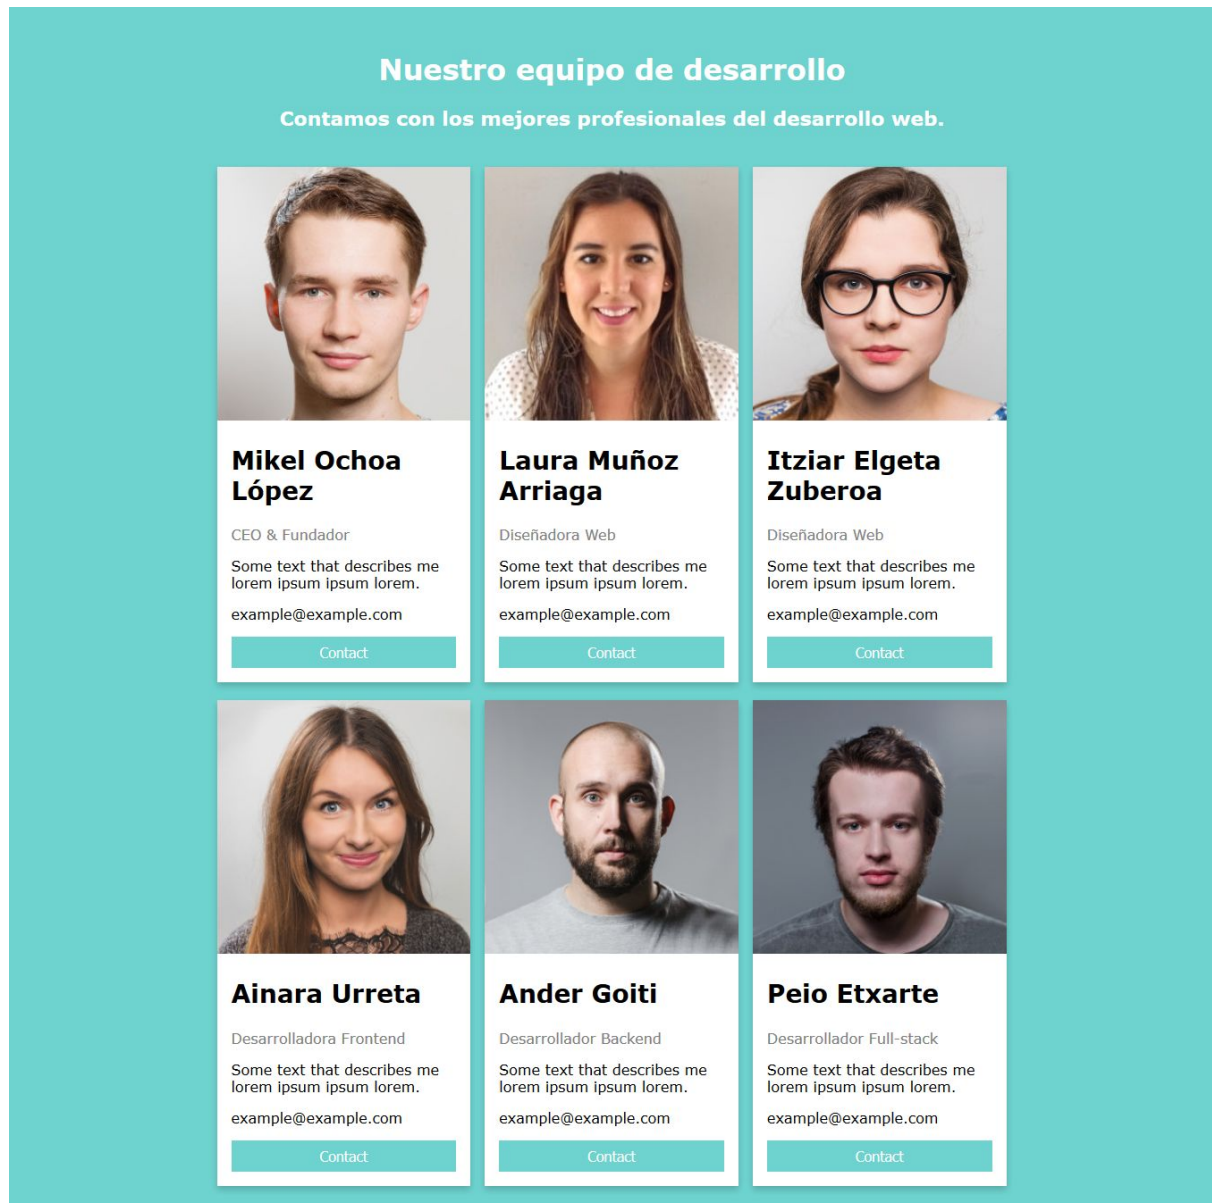 Nuestro equipo de desarrollo
Contamos con los mejores profesionales del desarrollo web.
Mikel Ochoa
López
CEO & Fundador
Some text that describes me
lorem ipsum ipsum lorem.
example@example.com
Contact
Laura Muñoz
Arriaga
Diseñadora Web
Some text that describes me
lorem ipsum ipsum lorem.
example@example.com
Contact
Itziar Elgeta
Zuberoa
Diseñadora Web
Some text that describes me
lorem ipsum ipsum lorem.
example@example.com
Contact
Ainara Urreta
Desarrolladora Frontend
Some text that describes me
lorem ipsum ipsum lorem.
example@example.com
Contact
Ander Goiti
Desarrollador Backend
Some text that describes me
lorem ipsum ipsum lorem.
example@example.com
Contact
Peio Etxarte
Desarrollador Full-stack
Some text that describes me
lorem ipsum ipsum lorem.
example@example.com
Contact